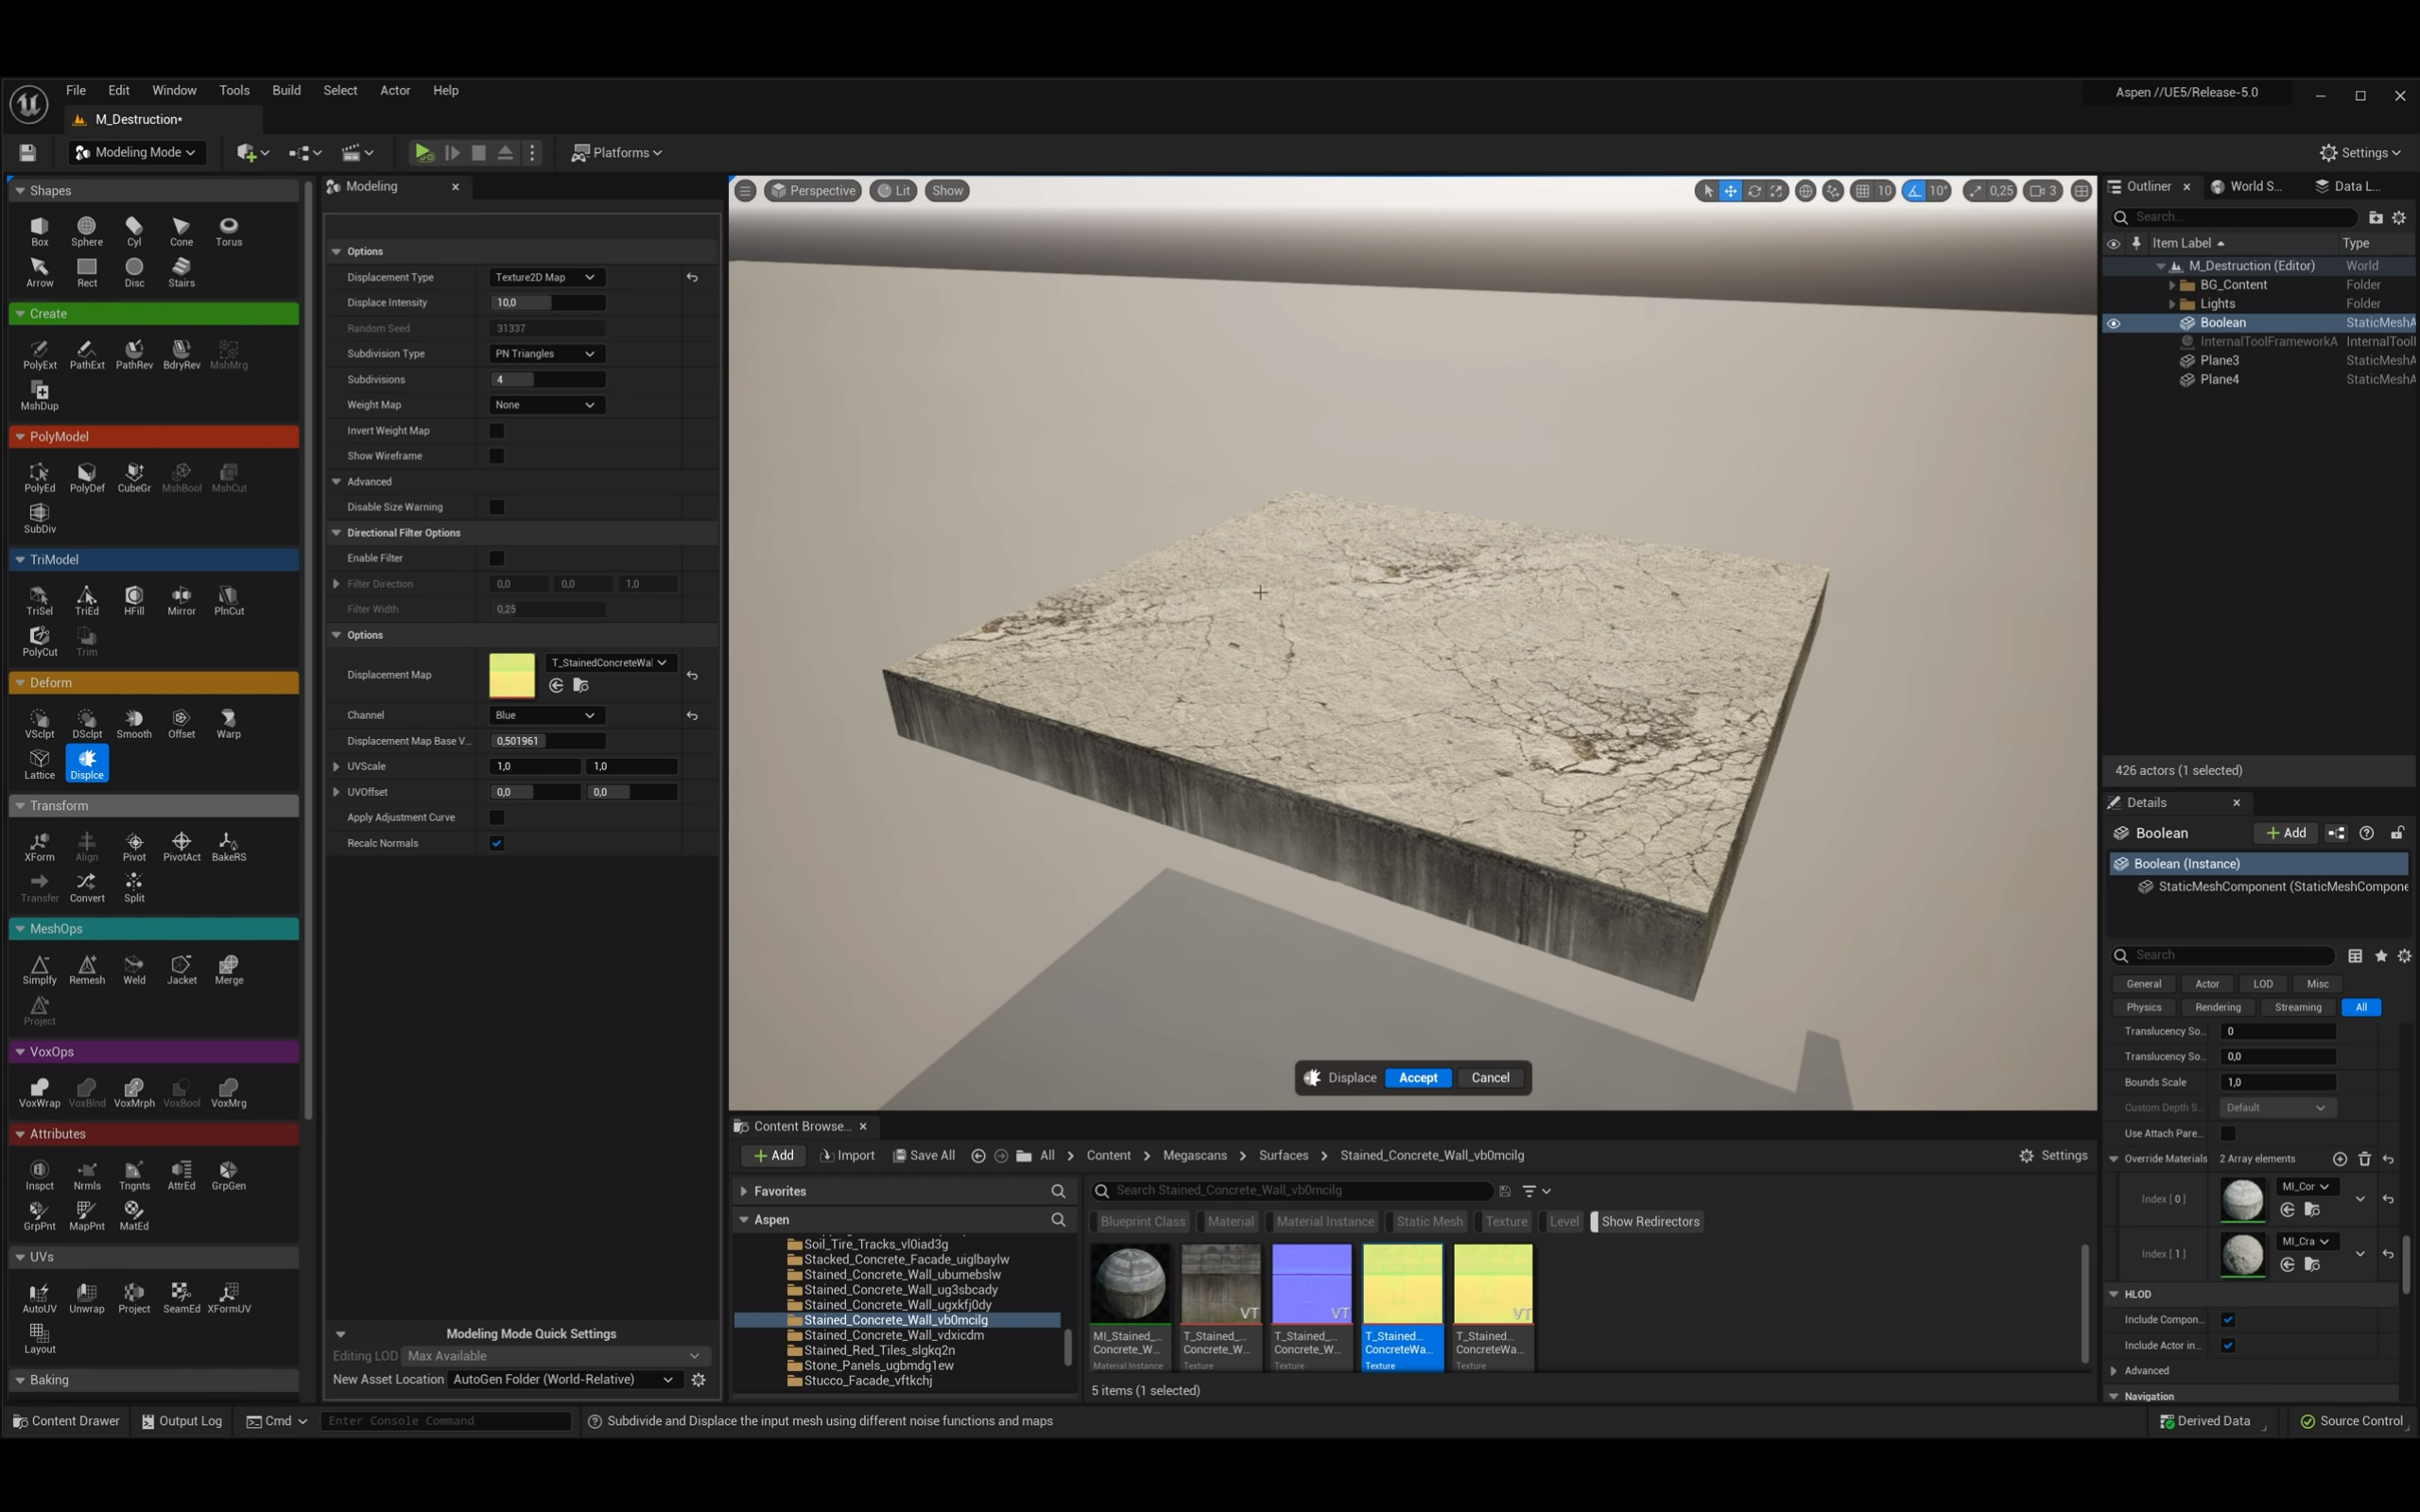 File Edit Window Tools Build Select Actor Help
Aspen //UE5/Release-5.0
M_Destruction•
Modeling Mode
Platforms
Settings
Shapes
Box Sphere Cyl Cone Torus
Arrow Rect Disc Stairs
Create
PolyExt PathExt PathRev BdryRev MshMrg
MshDup
PolyModel
PolyEd PolyDef CubeGr MshBool MshCut
SubDiv
TriModel
TriSel TriEd HFill Mirror PlnCut
PolyCut Trim
Deform
VSclpt DSclpt Smooth Offset Warp
Lattice Displce
Transform
XForm Align Pivot PivotAct BakeRS
Transfer Convert Split
MeshOps
Simplfy Remesh Weld Jacket Merge
Project
VoxOps
VoxWrap VoxBlnd VoxMrph VoxBool VoxMrg
Attributes
Inspct Nrmls Tngnts AttrEd GrpGen
GrpPnt MapPnt MatEd
UVs
AutoUV Unwrap Project SeamEd XFormUV
Layout
Baking
Modeling
Options
Displacement Type Texture2D Map
Displace Intensity 10,0
Random Seed 31337
Subdivision Type PN Triangles
Subdivisions 4
Weight Map None
Invert Weight Map
Show Wireframe
Advanced
Disable Size Warning
Directional Filter Options
Enable Filter
Filter Direction 0,0 0,0 1,0
Filter Width 0,25
Options
Displacement Map T_StainedConcreteWal
Channel Blue
Displacement Map Base V... 0,501961
UVScale 1,0 1,0
UVOffset 0,0 0,0
Apply Adjustment Curve
Recalc Normals
Modeling Mode Quick Settings
Editing LOD Max Available
New Asset Location AutoGen Folder (World-Relative)
Perspective Lit Show
10 10° 0,25 3
Displace Accept Cancel
Content Browse...
Add Import Save All All Content Megascans Surfaces Stained_Concrete_Wall_vb0mcilg
Settings
Favorites
Aspen
Soil_Tire_Tracks_vl0iad3g
Stacked_Concrete_Facade_uiglbaylw
Stained_Concrete_Wall_ubumebslw
Stained_Concrete_Wall_ug3sbcady
Stained_Concrete_Wall_ugxkfj0dy
Stained_Concrete_Wall_vb0mcilg
Stained_Concrete_Wall_vdxicdm
Stained_Red_Tiles_slgkq2n
Stone_Panels_ugbmdg1ew
Stucco_Facade_vftkchj
Search Stained_Concrete_Wall_vb0mcilg
Blueprint Class Material Material Instance Static Mesh Texture Level Show Redirectors
VT VT VT
MI_Stained_... T_Stained_... T_Stained_... T_Stained... T_Stained...
Concrete_W... Concrete_W... Concrete_W... ConcreteWa... ConcreteWa...
Material Instance Texture Texture Texture Texture
5 items (1 selected)
Outliner World S... Data L...
Search...
Item Label Type
M_Destruction (Editor) World
BG_Content Folder
Lights Folder
Boolean StaticMeshA
InternalToolFrameworkA InternalTool
Plane3 StaticMeshA
Plane4 StaticMeshA
426 actors (1 selected)
Details
Boolean Add
Boolean (Instance)
StaticMeshComponent (StaticMeshCompone
Search
General Actor LOD Misc
Physics Rendering Streaming All
Translucency So... 0
Translucency So... 0,0
Bounds Scale 1,0
Custom Depth S... Default
Use Attach Pare...
Override Materials 2 Array elements
Index [ 0 ] MI_Cor
Index [ 1 ] MI_Cra
HLOD
Include Compon...
Include Actor in...
Advanced
Navigation
Content Drawer Output Log Cmd Enter Console Command
Subdivide and Displace the input mesh using different noise functions and maps
Derived Data Source Control